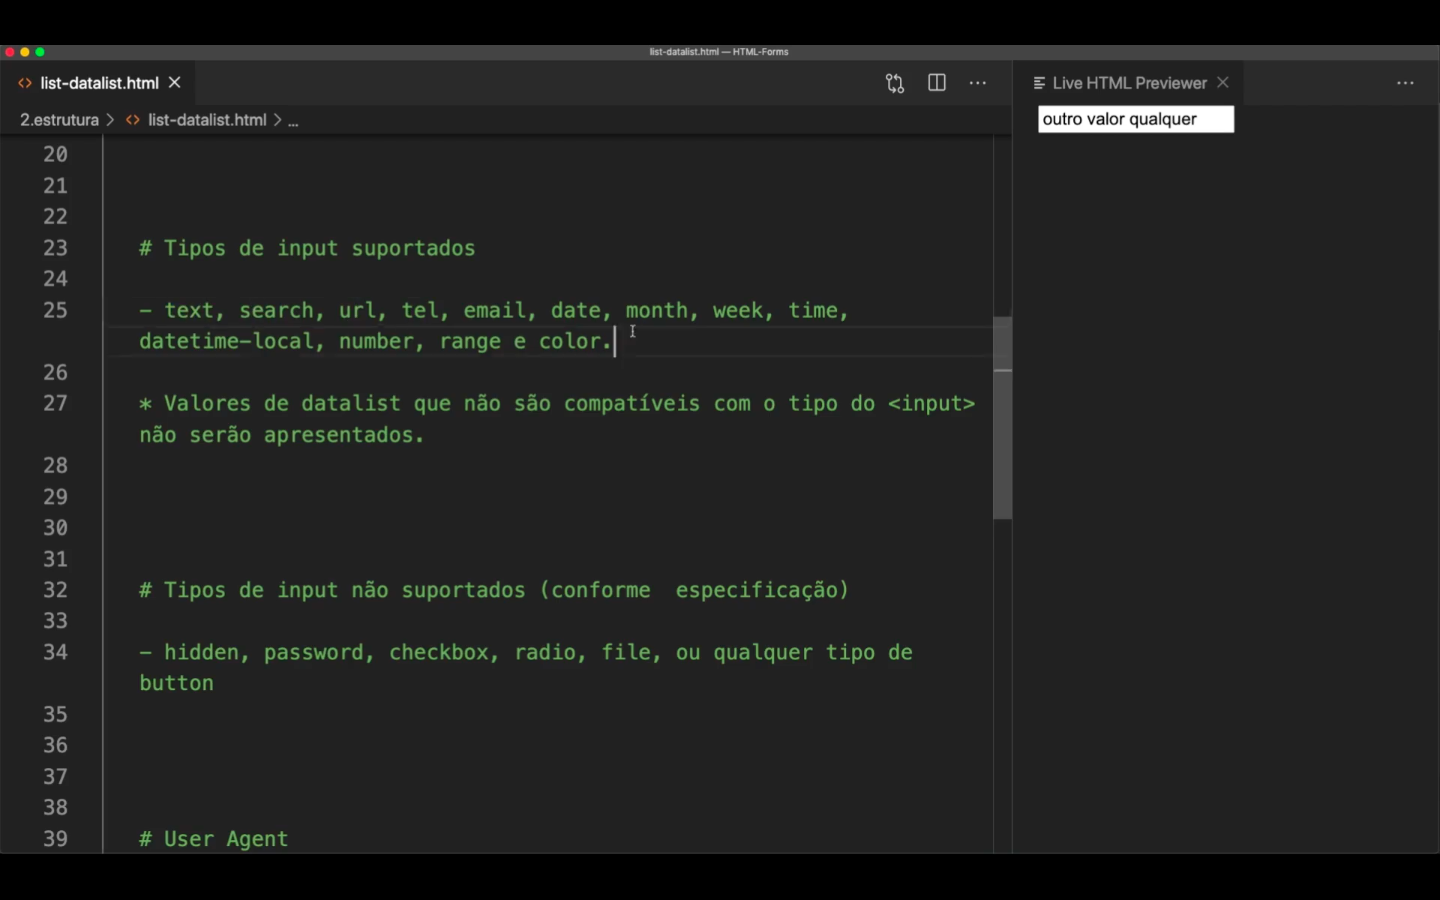 list-datalist.html — HTML-Forms
list-datalist.html
Live HTML Previewer
2.estrutura > list-datalist.html > ...
outro valor qualquer
20
21
22
23 # Tipos de input suportados
24
25 - text, search, url, tel, email, date, month, week, time,
datetime-local, number, range e color.
26
27 * Valores de datalist que não são compatíveis com o tipo do <input>
não serão apresentados.
28
29
30
31
32 # Tipos de input não suportados (conforme  especificação)
33
34 - hidden, password, checkbox, radio, file, ou qualquer tipo de
button
35
36
37
38
39 # User Agent